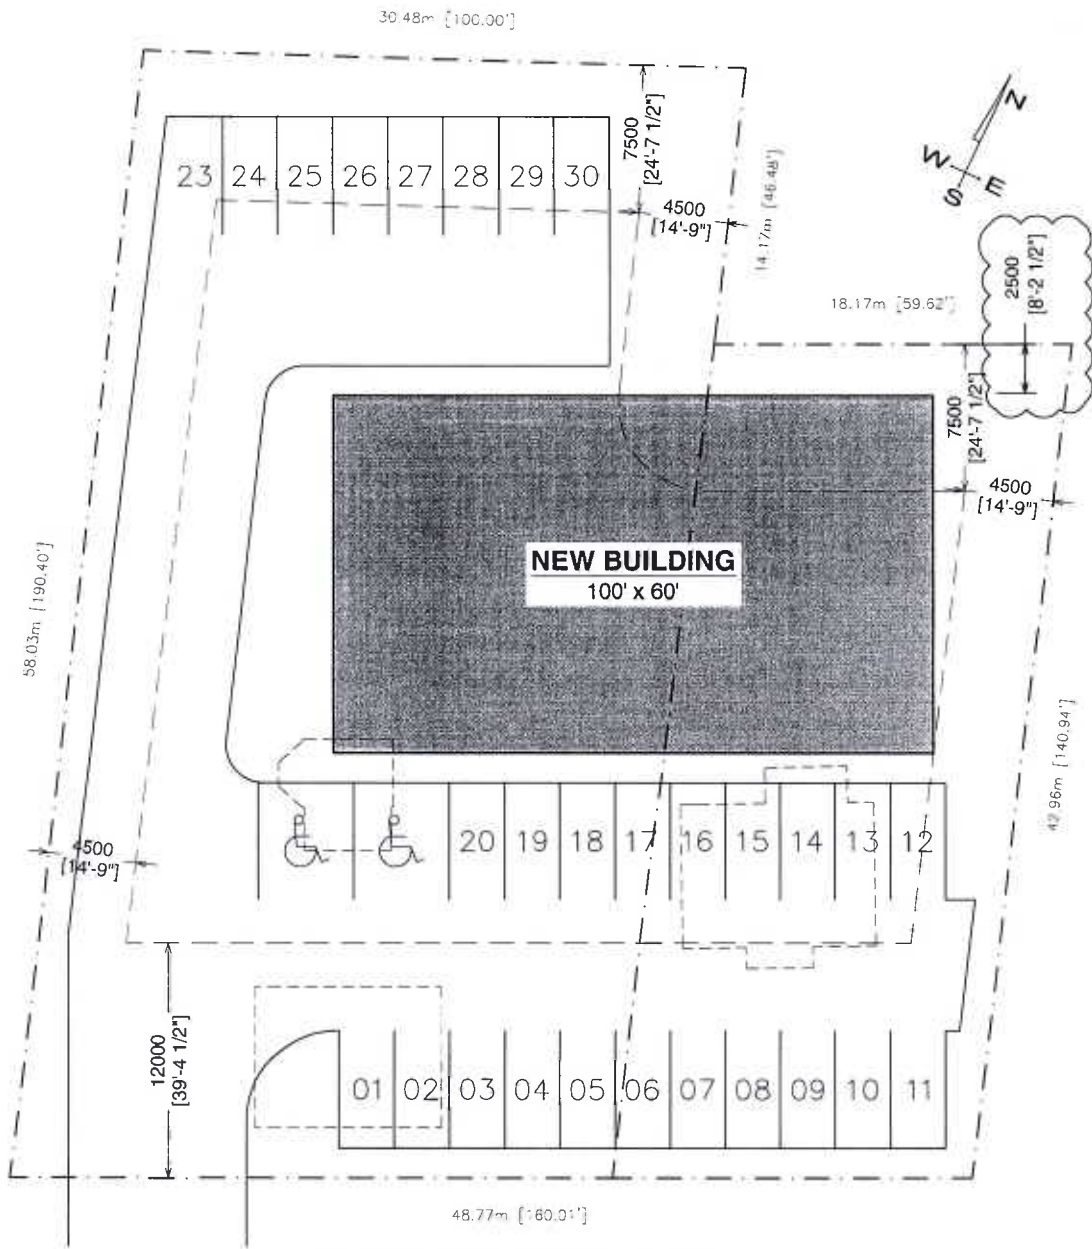 30.48m [100.00']
N
W
E
S
7500
[24'-7 1/2"]
23 24 25 26 27 28 29 30
4500
[14'-9"]
14.17m [46.48']
2500
[8'-2 1/2"]
18.17m [59.62']
7500
[24'-7 1/2"]
4500
[14'-9"]
NEW BUILDING
100' x 60'
58.03m [190.40']
42.96m [140.94']
4500
[14'-9"]
20 19 18 17 16 15 14 13 12
12000
[39'-4 1/2"]
01 02 03 04 05 06 07 08 09 10 11
48.77m [160.01']